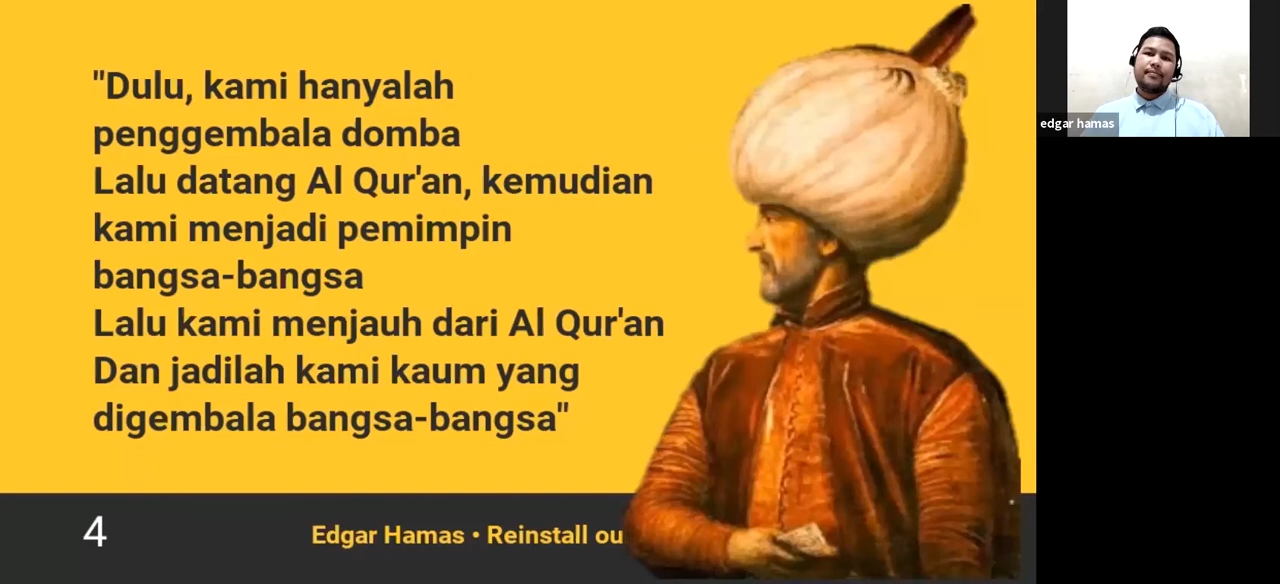 "Dulu, kami hanyalah
penggembala domba
Lalu datang Al Qur'an, kemudian
kami menjadi pemimpin
bangsa-bangsa
Lalu kami menjauh dari Al Qur'an
Dan jadilah kami kaum yang
digembala bangsa-bangsa"
4
Edgar Hamas • Reinstall ou
edgar hamas